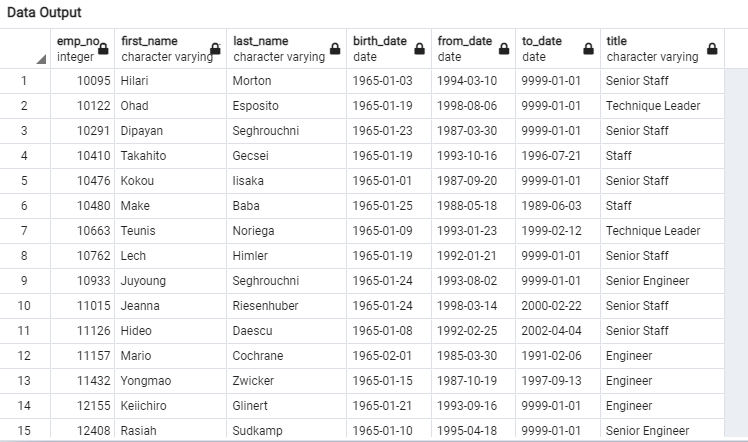 Data Output
emp_no first_name last_name birth_date from_date to_date title
integer character varying character varying date date date character varying
1 10095 Hilari Morton 1965-01-03 1994-03-10 9999-01-01 Senior Staff
2 10122 Ohad Esposito 1965-01-19 1998-08-06 9999-01-01 Technique Leader
3 10291 Dipayan Seghrouchni 1965-01-23 1987-03-30 9999-01-01 Senior Staff
4 10410 Takahito Gecsei 1965-01-19 1993-10-16 1996-07-21 Staff
5 10476 Kokou Iisaka 1965-01-01 1987-09-20 9999-01-01 Senior Staff
6 10480 Make Baba 1965-01-25 1988-05-18 1989-06-03 Staff
7 10663 Teunis Noriega 1965-01-09 1993-01-23 1999-02-12 Technique Leader
8 10762 Lech Himler 1965-01-19 1992-01-21 9999-01-01 Senior Staff
9 10933 Juyoung Seghrouchni 1965-01-24 1993-08-02 9999-01-01 Senior Engineer
10 11015 Jeanna Riesenhuber 1965-01-24 1998-03-14 2000-02-22 Senior Staff
11 11126 Hideo Daescu 1965-01-08 1992-02-25 2002-04-04 Senior Staff
12 11157 Mario Cochrane 1965-02-01 1985-03-30 1991-02-06 Engineer
13 11432 Yongmao Zwicker 1965-01-15 1987-10-19 1997-09-13 Engineer
14 12155 Keiichiro Glinert 1965-01-21 1993-09-16 9999-01-01 Engineer
15 12408 Rasiah Sudkamp 1965-01-10 1995-04-18 9999-01-01 Senior Engineer